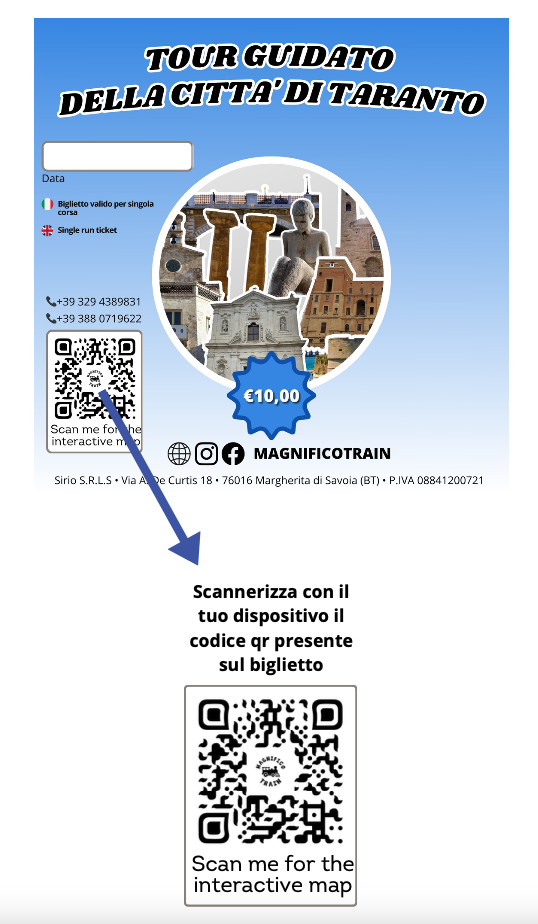 TOUR GUIDATO
DELLA CITTA' DI TARANTO
Data
Biglietto valido per singola
corsa
Single run ticket
+39 329 4389831
+39 388 0719622
MAGNIFICO
TRAIN
Scan me for the
interactive map
€10,00
MAGNIFICOTRAIN
Sirio S.R.L.S • Via A. De Curtis 18 • 76016 Margherita di Savoia (BT) • P.IVA 08841200721
Scannerizza con il
tuo dispositivo il
codice qr presente
sul biglietto
MAGNIFICO
TRAIN
Scan me for the
interactive map